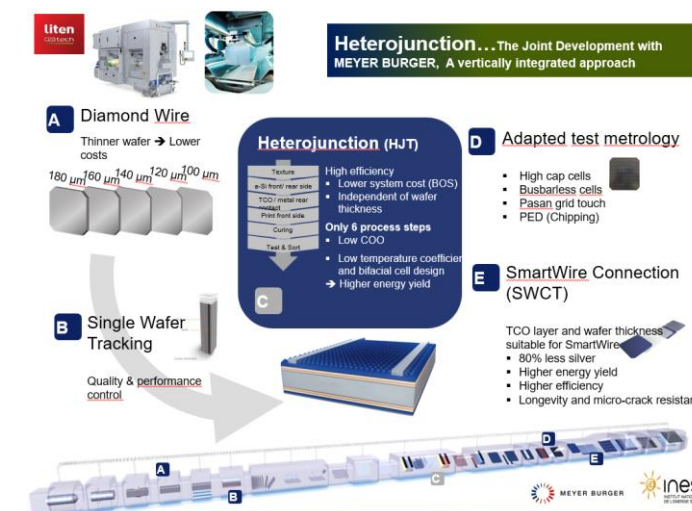 liten
Heterojunction...The Joint Development with
MEYER BURGER, A vertically integrated approach
A Diamond Wire
Thinner wafer ➔ Lower
costs
180 µm 160 µm 140 µm 120 µm 100 µm
B Single Wafer
Tracking
Quality & performance
control
Heterojunction (HJT)
Texture
a-Si front/ rear side
TCO / metal rear
contact
Print front side
Curing
Test & Sort
High efficiency
▪ Lower system cost (BOS)
▪ Independent of wafer
thickness
Only 6 process steps
▪ Low COO
▪ Low temperature coefficien
and bifacial cell design
➔ Higher energy yield
C
D Adapted test metrology
▪ High cap cells
▪ Busbarless cells
▪ Pasan grid touch
▪ PED (Chipping)
E SmartWire Connection
(SWCT)
TCO layer and wafer thickness
suitable for SmartWire
▪ 80% less silver
▪ Higher energy yield
▪ Higher efficiency
▪ Longevity and micro-crack resistan
A
B
C
D
E
MEYER BURGER
ines